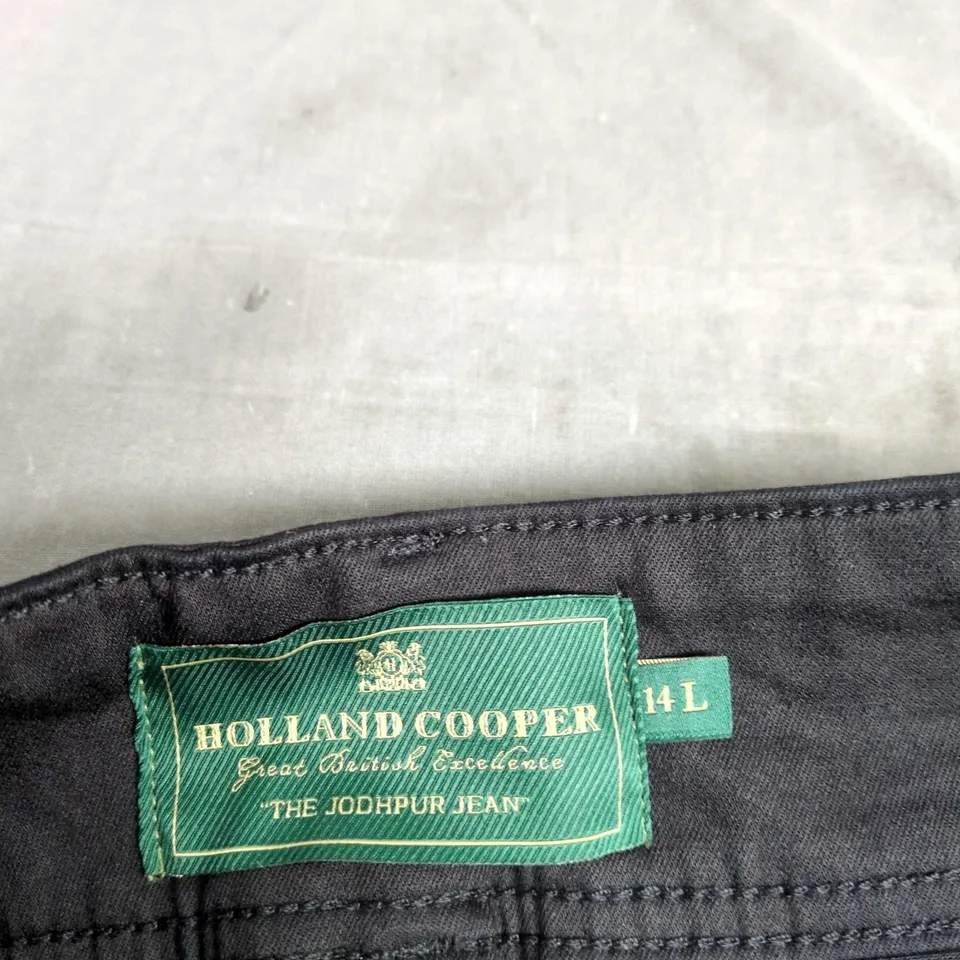 HOLLAND COOPER
Great British Excellence
"THE JODHPUR JEAN"
14 L